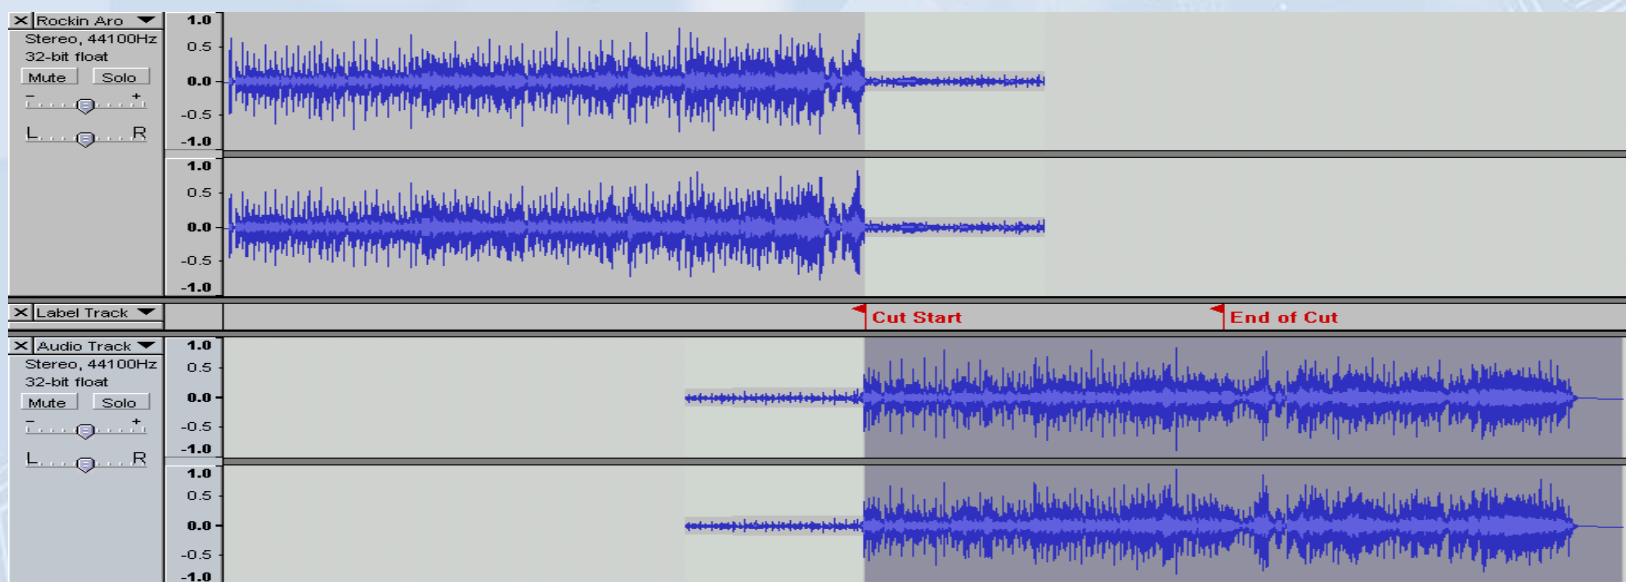 Rockin Aro
Stereo, 44100Hz
32-bit float
Mute Solo
- +
L R
1.0
0.5
0.0
-0.5
-1.0
1.0
0.5
0.0
-0.5
-1.0
Label Track
Cut Start End of Cut
Audio Track
Stereo, 44100Hz
32-bit float
Mute Solo
- +
L R
1.0
0.5
0.0
-0.5
-1.0
1.0
0.5
0.0
-0.5
-1.0